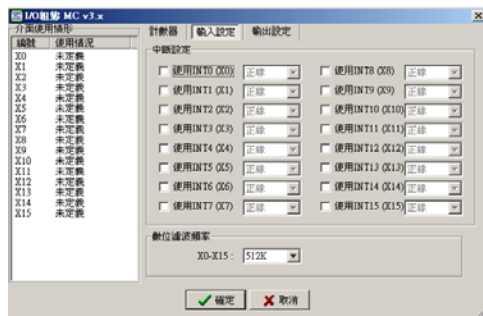 I/O組態 MC v3.x
介面使用情形
編號 使用情況
X0 未定義
X1 未定義
X2 未定義
X3 未定義
X4 未定義
X5 未定義
X6 未定義
X7 未定義
X8 未定義
X9 未定義
X10 未定義
X11 未定義
X12 未定義
X13 未定義
X14 未定義
X15 未定義
計數器 輸入設定 輸出設定
中斷設定
使用INT0 (X0) 正緣 使用INT8 (X8) 正緣
使用INT1 (X1) 正緣 使用INT9 (X9) 正緣
使用INT2 (X2) 正緣 使用INT10 (X10) 正緣
使用INT3 (X3) 正緣 使用INT11 (X11) 正緣
使用INT4 (X4) 正緣 使用INT12 (X12) 正緣
使用INT5 (X5) 正緣 使用INT13 (X13) 正緣
使用INT6 (X6) 正緣 使用INT14 (X14) 正緣
使用INT7 (X7) 正緣 使用INT15 (X15) 正緣
數位濾波頻率
X0-X15 : 512K
確定 取消